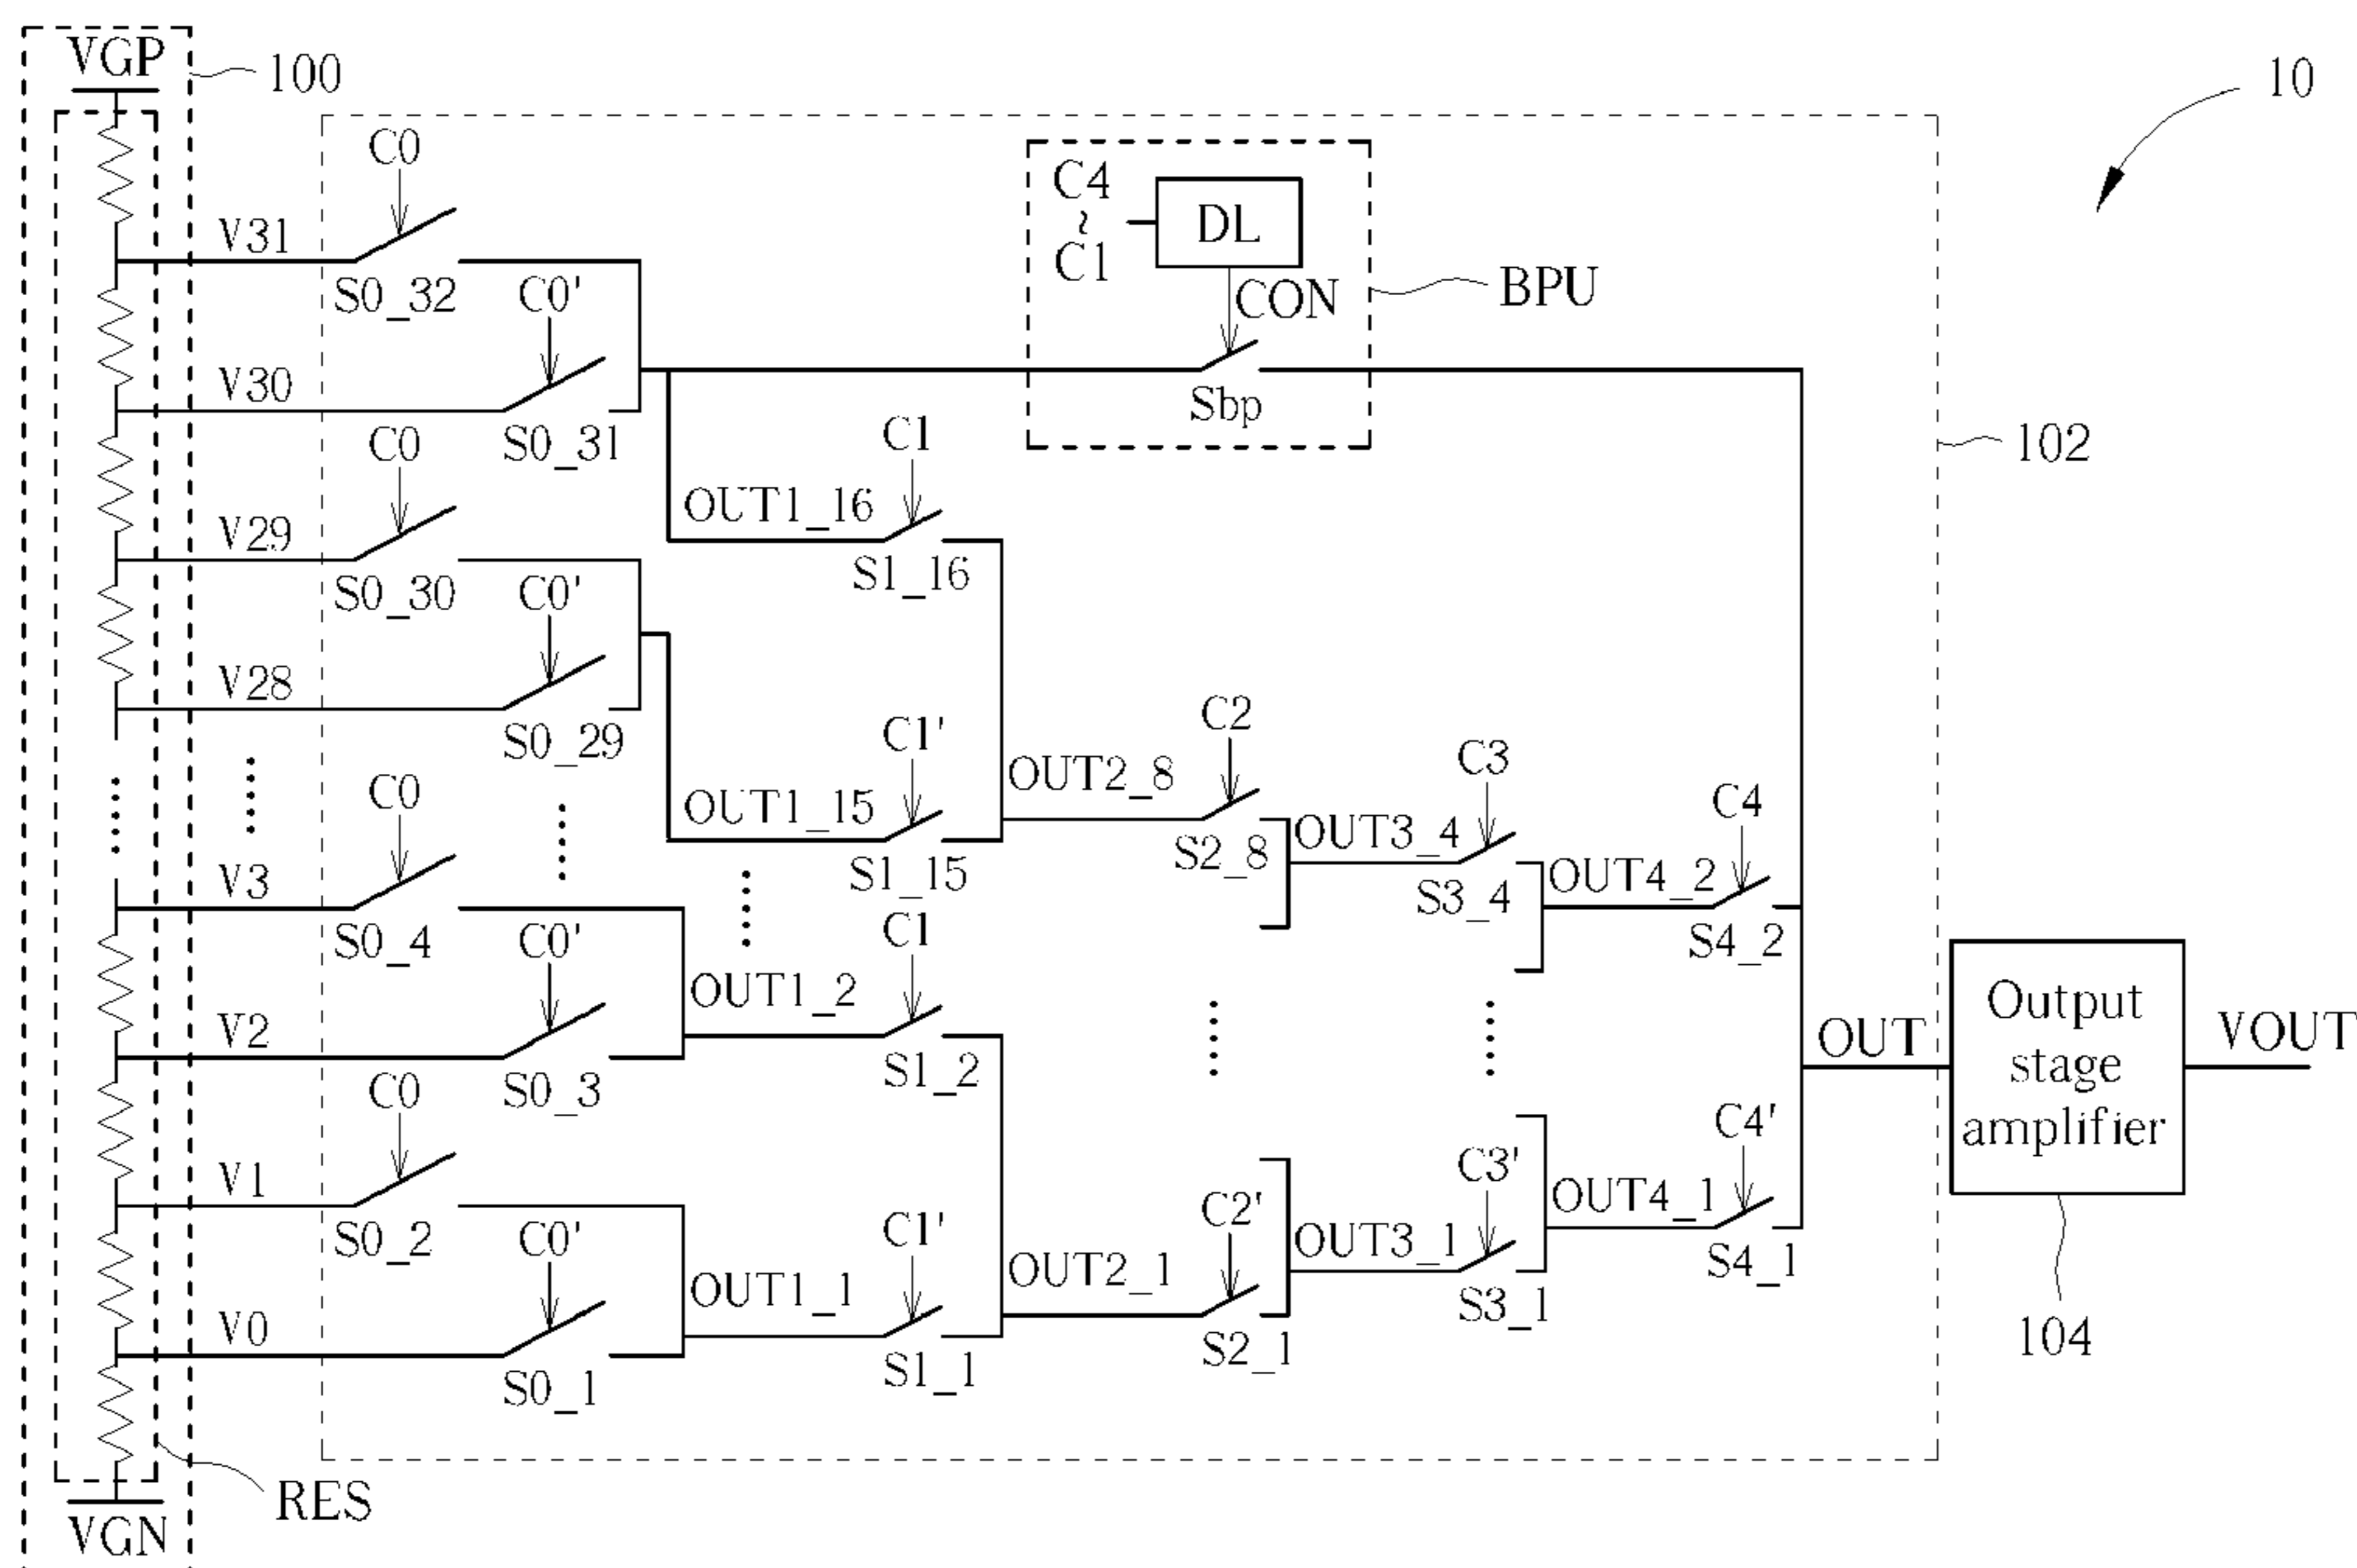 VGP
100
10
C0
C4
~
C1
DL
V31
S0_32
C0'
CON
BPU
V30
Sbp
C0
S0_31
C1
102
OUT1_16
V29
S0_30
C0'
S1_16
V28
S0_29
C1'
C2
C3
OUT2_8
C0
OUT1_15
C4
OUT3_4
V3
S1_15
S2_8
OUT4_2
S3_4
S0_4
C0'
C1
S4_2
OUT1_2
Output
stage
amplifier
V2
OUT
VOUT
S0_3
S1_2
C0
C4'
V1
C3'
OUT4_1
C2'
S0_2
C0'
C1'
OUT3_1
OUT2_1
S4_1
OUT1_1
S3_1
V0
S2_1
104
S0_1
S1_1
RES
VGN